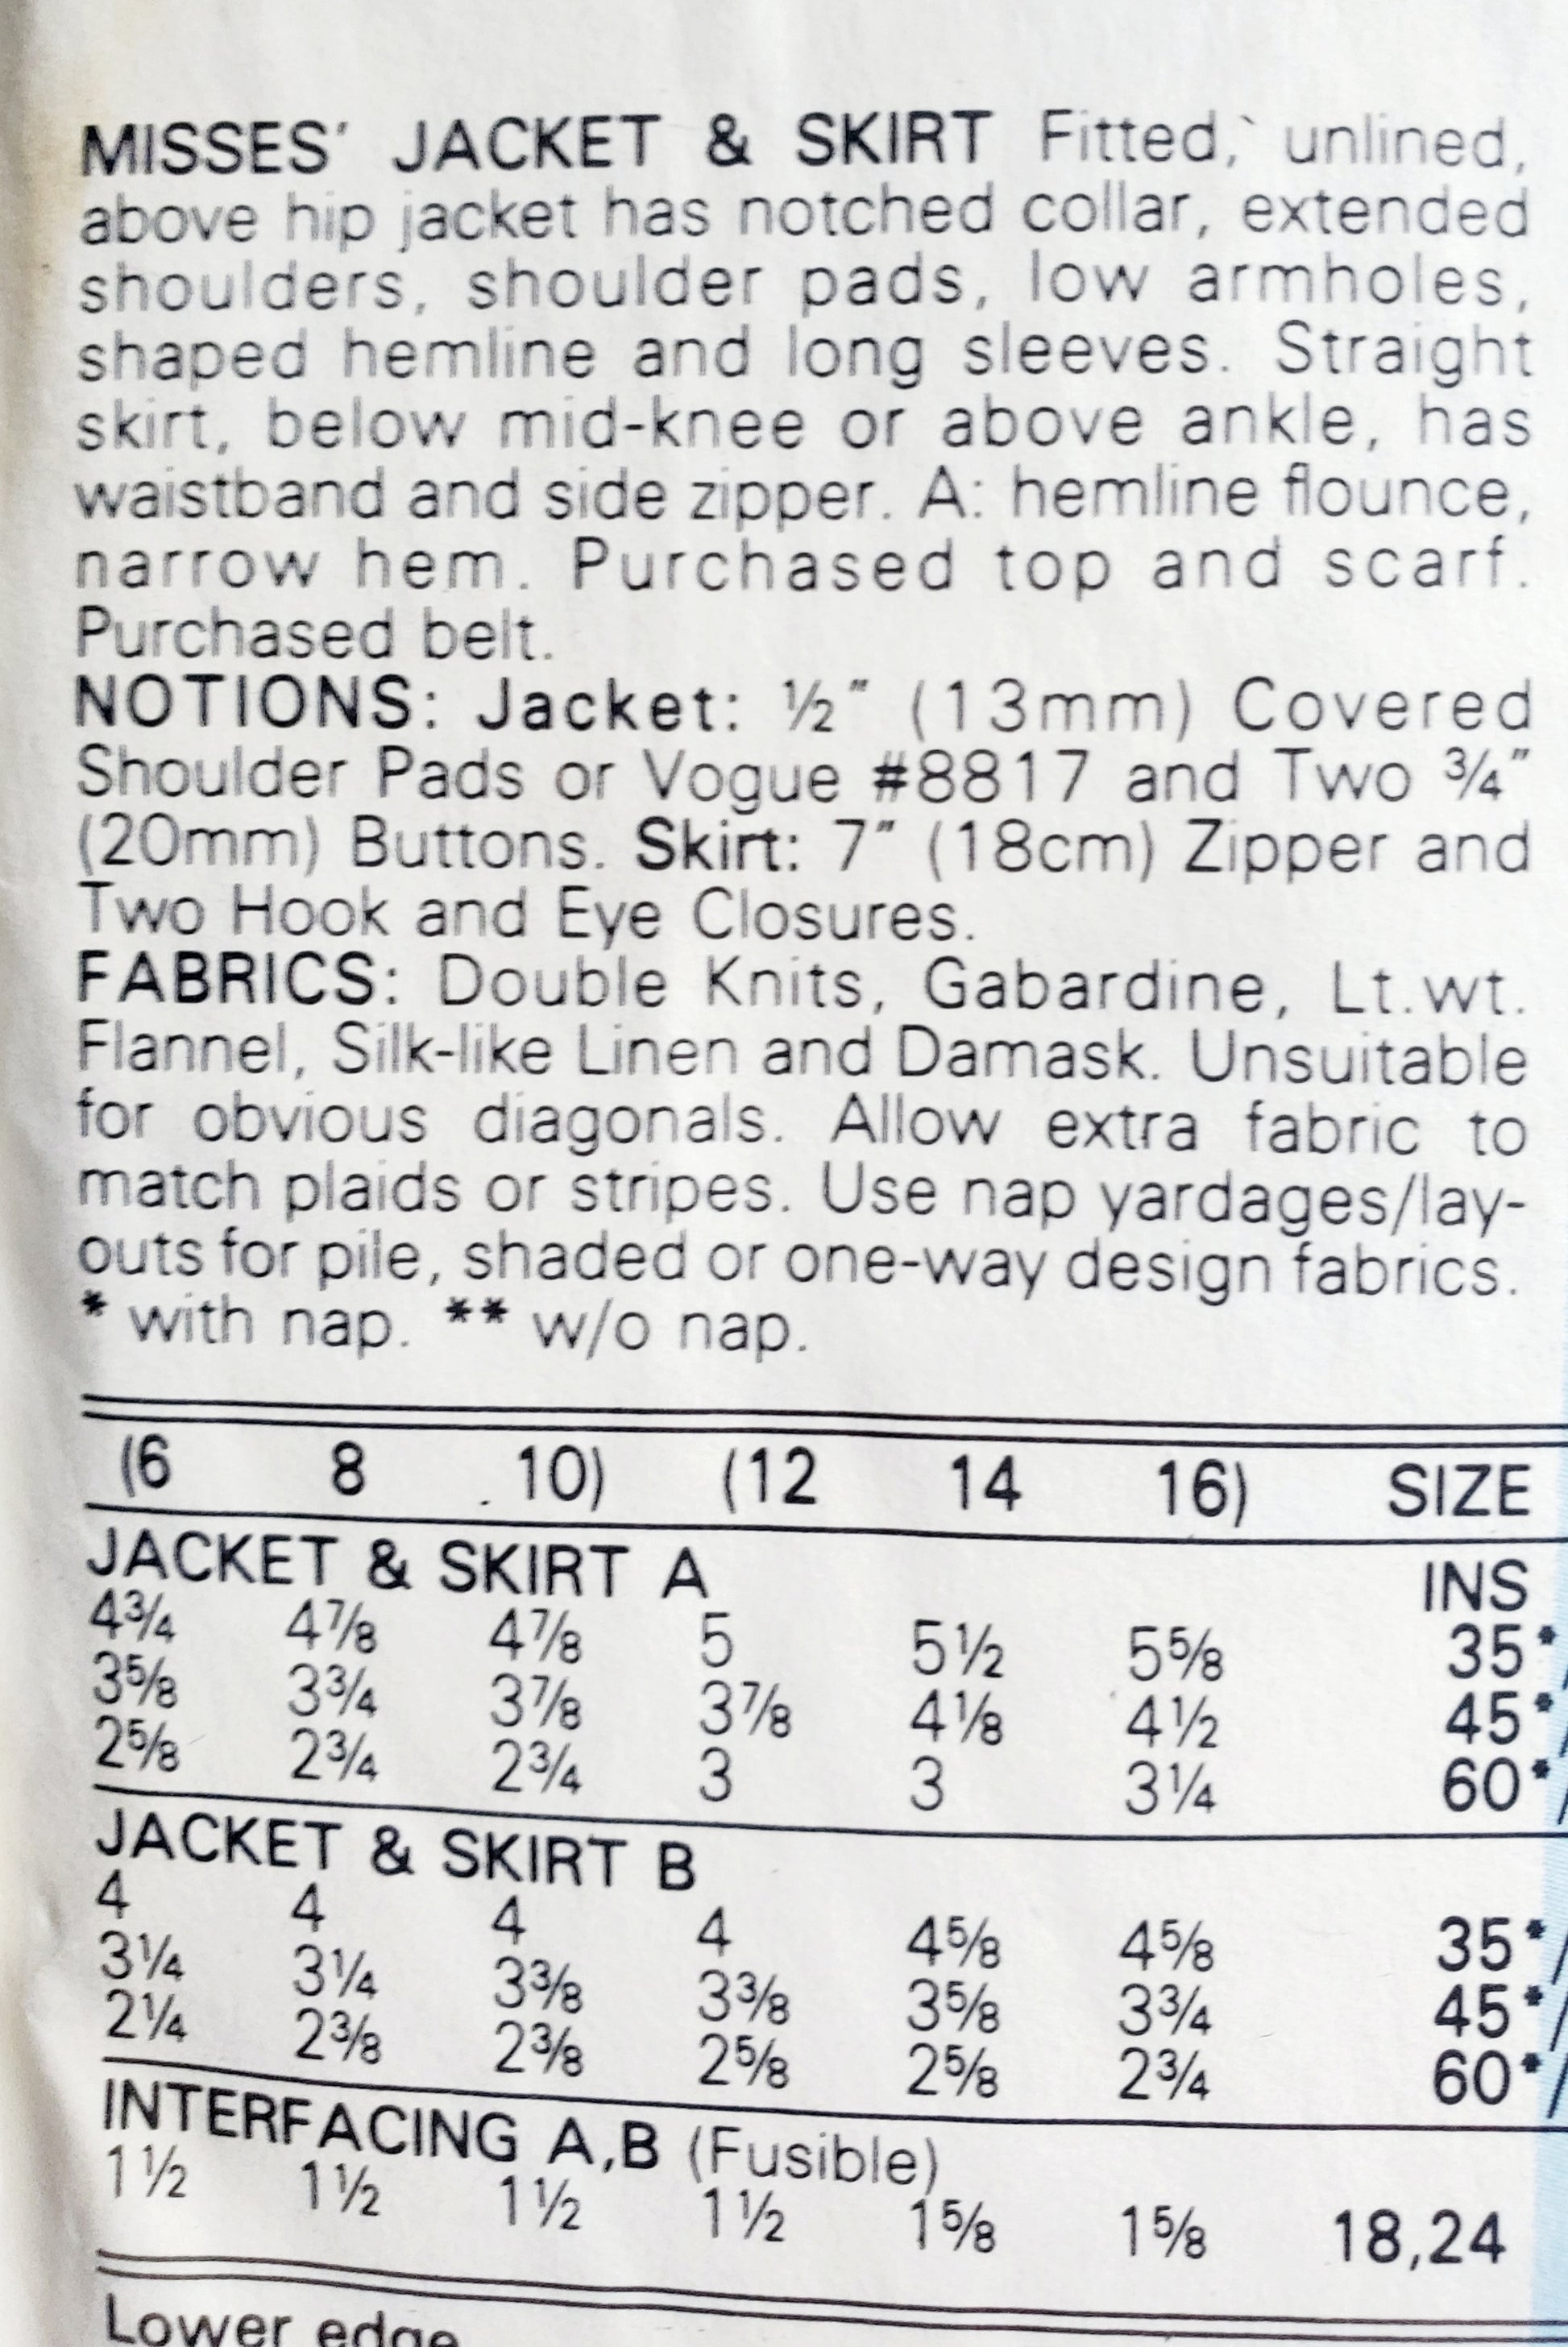 MISSES' JACKET & SKIRT Fitted, unlined,
above hip jacket has notched collar, extended
shoulders, shoulder pads, low armholes,
shaped hemline and long sleeves. Straight
skirt, below mid-knee or above ankle, has
waistband and side zipper. A: hemline flounce,
narrow hem. Purchased top and scarf.
Purchased belt.
NOTIONS: Jacket: ½" (13mm) Covered
Shoulder Pads or Vogue #8817 and Two ¾"
(20mm) Buttons. Skirt: 7" (18cm) Zipper and
Two Hook and Eye Closures.
FABRICS: Double Knits, Gabardine, Lt.wt.
Flannel, Silk-like Linen and Damask. Unsuitable
for obvious diagonals. Allow extra fabric to
match plaids or stripes. Use nap yardages/lay-
outs for pile, shaded or one-way design fabrics.
* with nap. ** w/o nap.
(6 8 10) (12 14 16) SIZE
JACKET & SKIRT A INS
4¾ 4⅞ 4⅞ 5 5½ 5⅝ 35*
3⅝ 3¾ 3⅞ 3⅞ 4⅛ 4½ 45*/
2⅝ 2¾ 2¾ 3 3 3¼ 60*/
JACKET & SKIRT B
4 4 4 4 4⅝ 4⅝ 35*/
3¼ 3¼ 3⅜ 3⅜ 3⅝ 3¾ 45*/
2¼ 2⅜ 2⅜ 2⅝ 2⅝ 2¾ 60*/
INTERFACING A,B (Fusible)
1½ 1½ 1½ 1½ 1⅝ 1⅝ 18,24
Lower edge